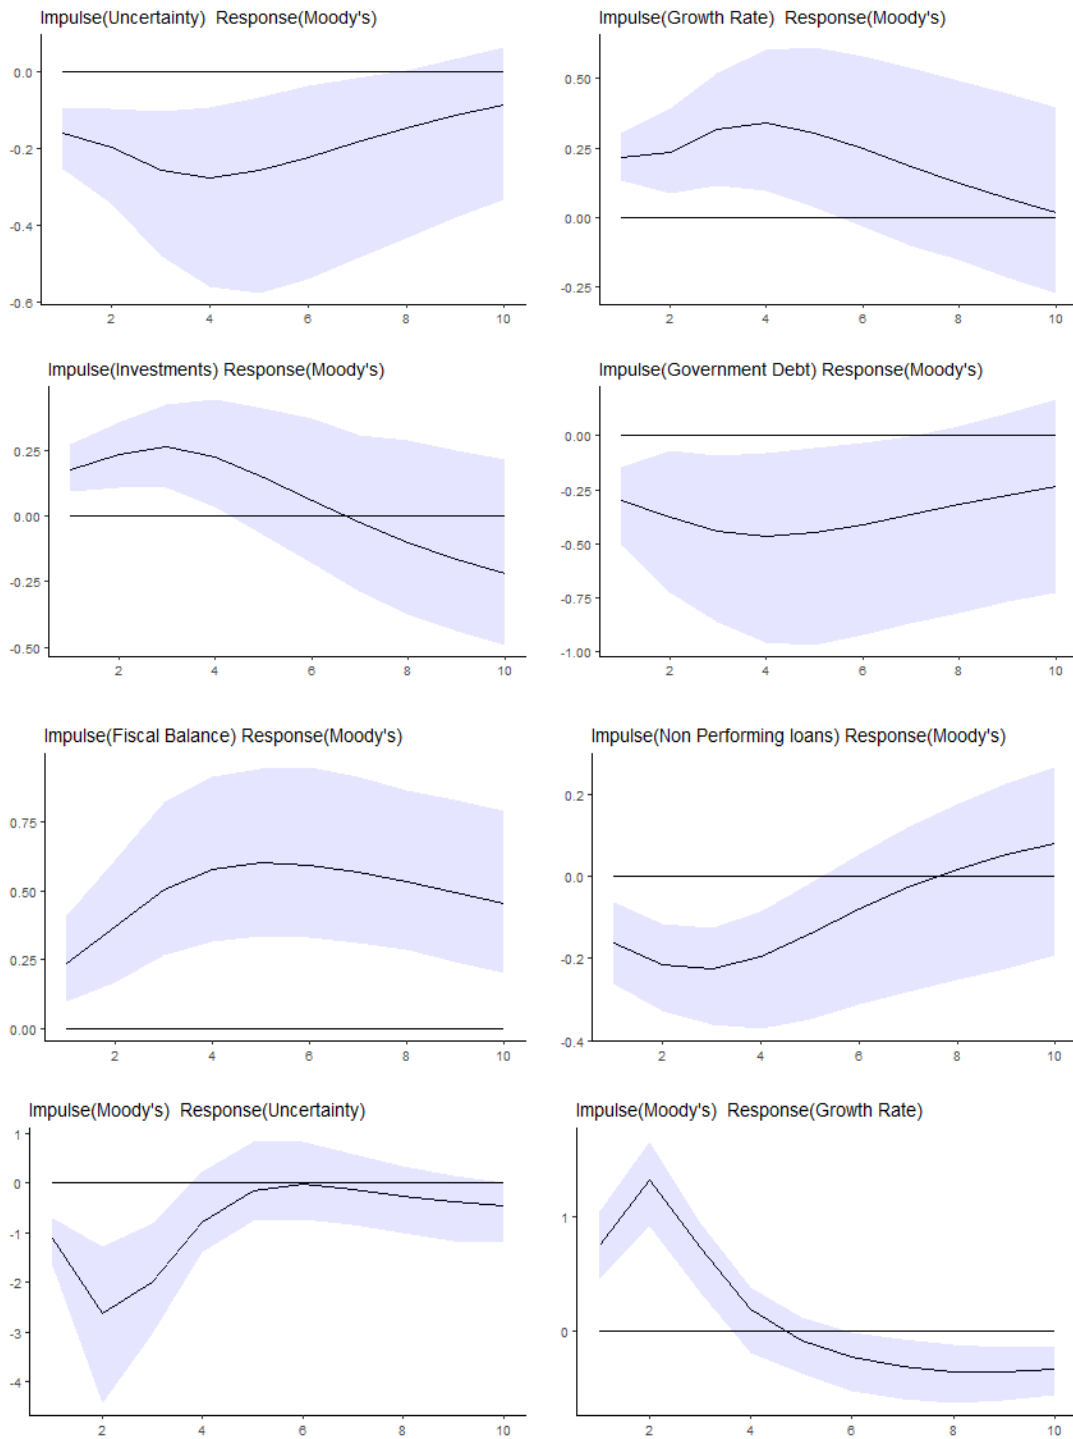 Impulse(Uncertainty) Response(Moody's)
0.0
-0.2
-0.4
-0.6
2 4 6 8 10
Impulse(Growth Rate) Response(Moody's)
0.50
0.25
0.00
-0.25
2 4 6 8 10
Impulse(Investments) Response(Moody's)
0.25
0.00
-0.25
-0.50
2 4 6 8 10
Impulse(Government Debt) Response(Moody's)
0.00
-0.25
-0.50
-0.75
-1.00
2 4 6 8 10
Impulse(Fiscal Balance) Response(Moody's)
0.75
0.50
0.25
0.00
2 4 6 8 10
Impulse(Non Performing loans) Response(Moody's)
0.2
0.0
-0.2
-0.4
2 4 6 8 10
Impulse(Moody's) Response(Uncertainty)
1
0
-1
-2
-3
-4
2 4 6 8 10
Impulse(Moody's) Response(Growth Rate)
1
0
2 4 6 8 10